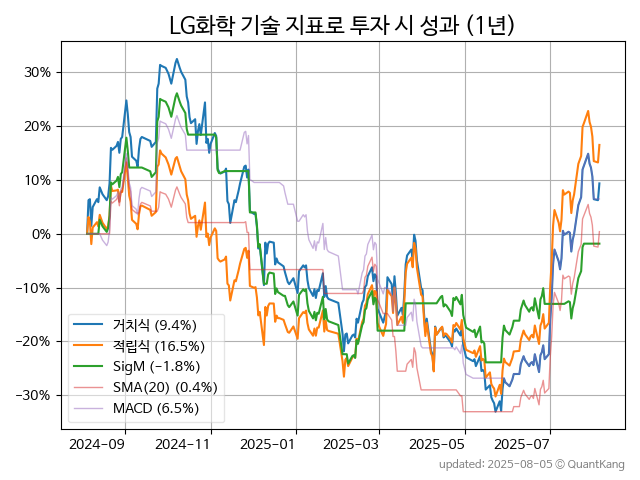 LG화학 기술 지표로 투자 시 성과 (1년)
30%
20%
10%
0%
−10%
−20%
−30%
거치식 (9.4%)
적립식 (16.5%)
SigM (−1.8%)
SMA(20) (0.4%)
MACD (6.5%)
2024-09
2024-11
2025-01
2025-03
2025-05
2025-07
updated: 2025-08-05 ⓒ QuantKang